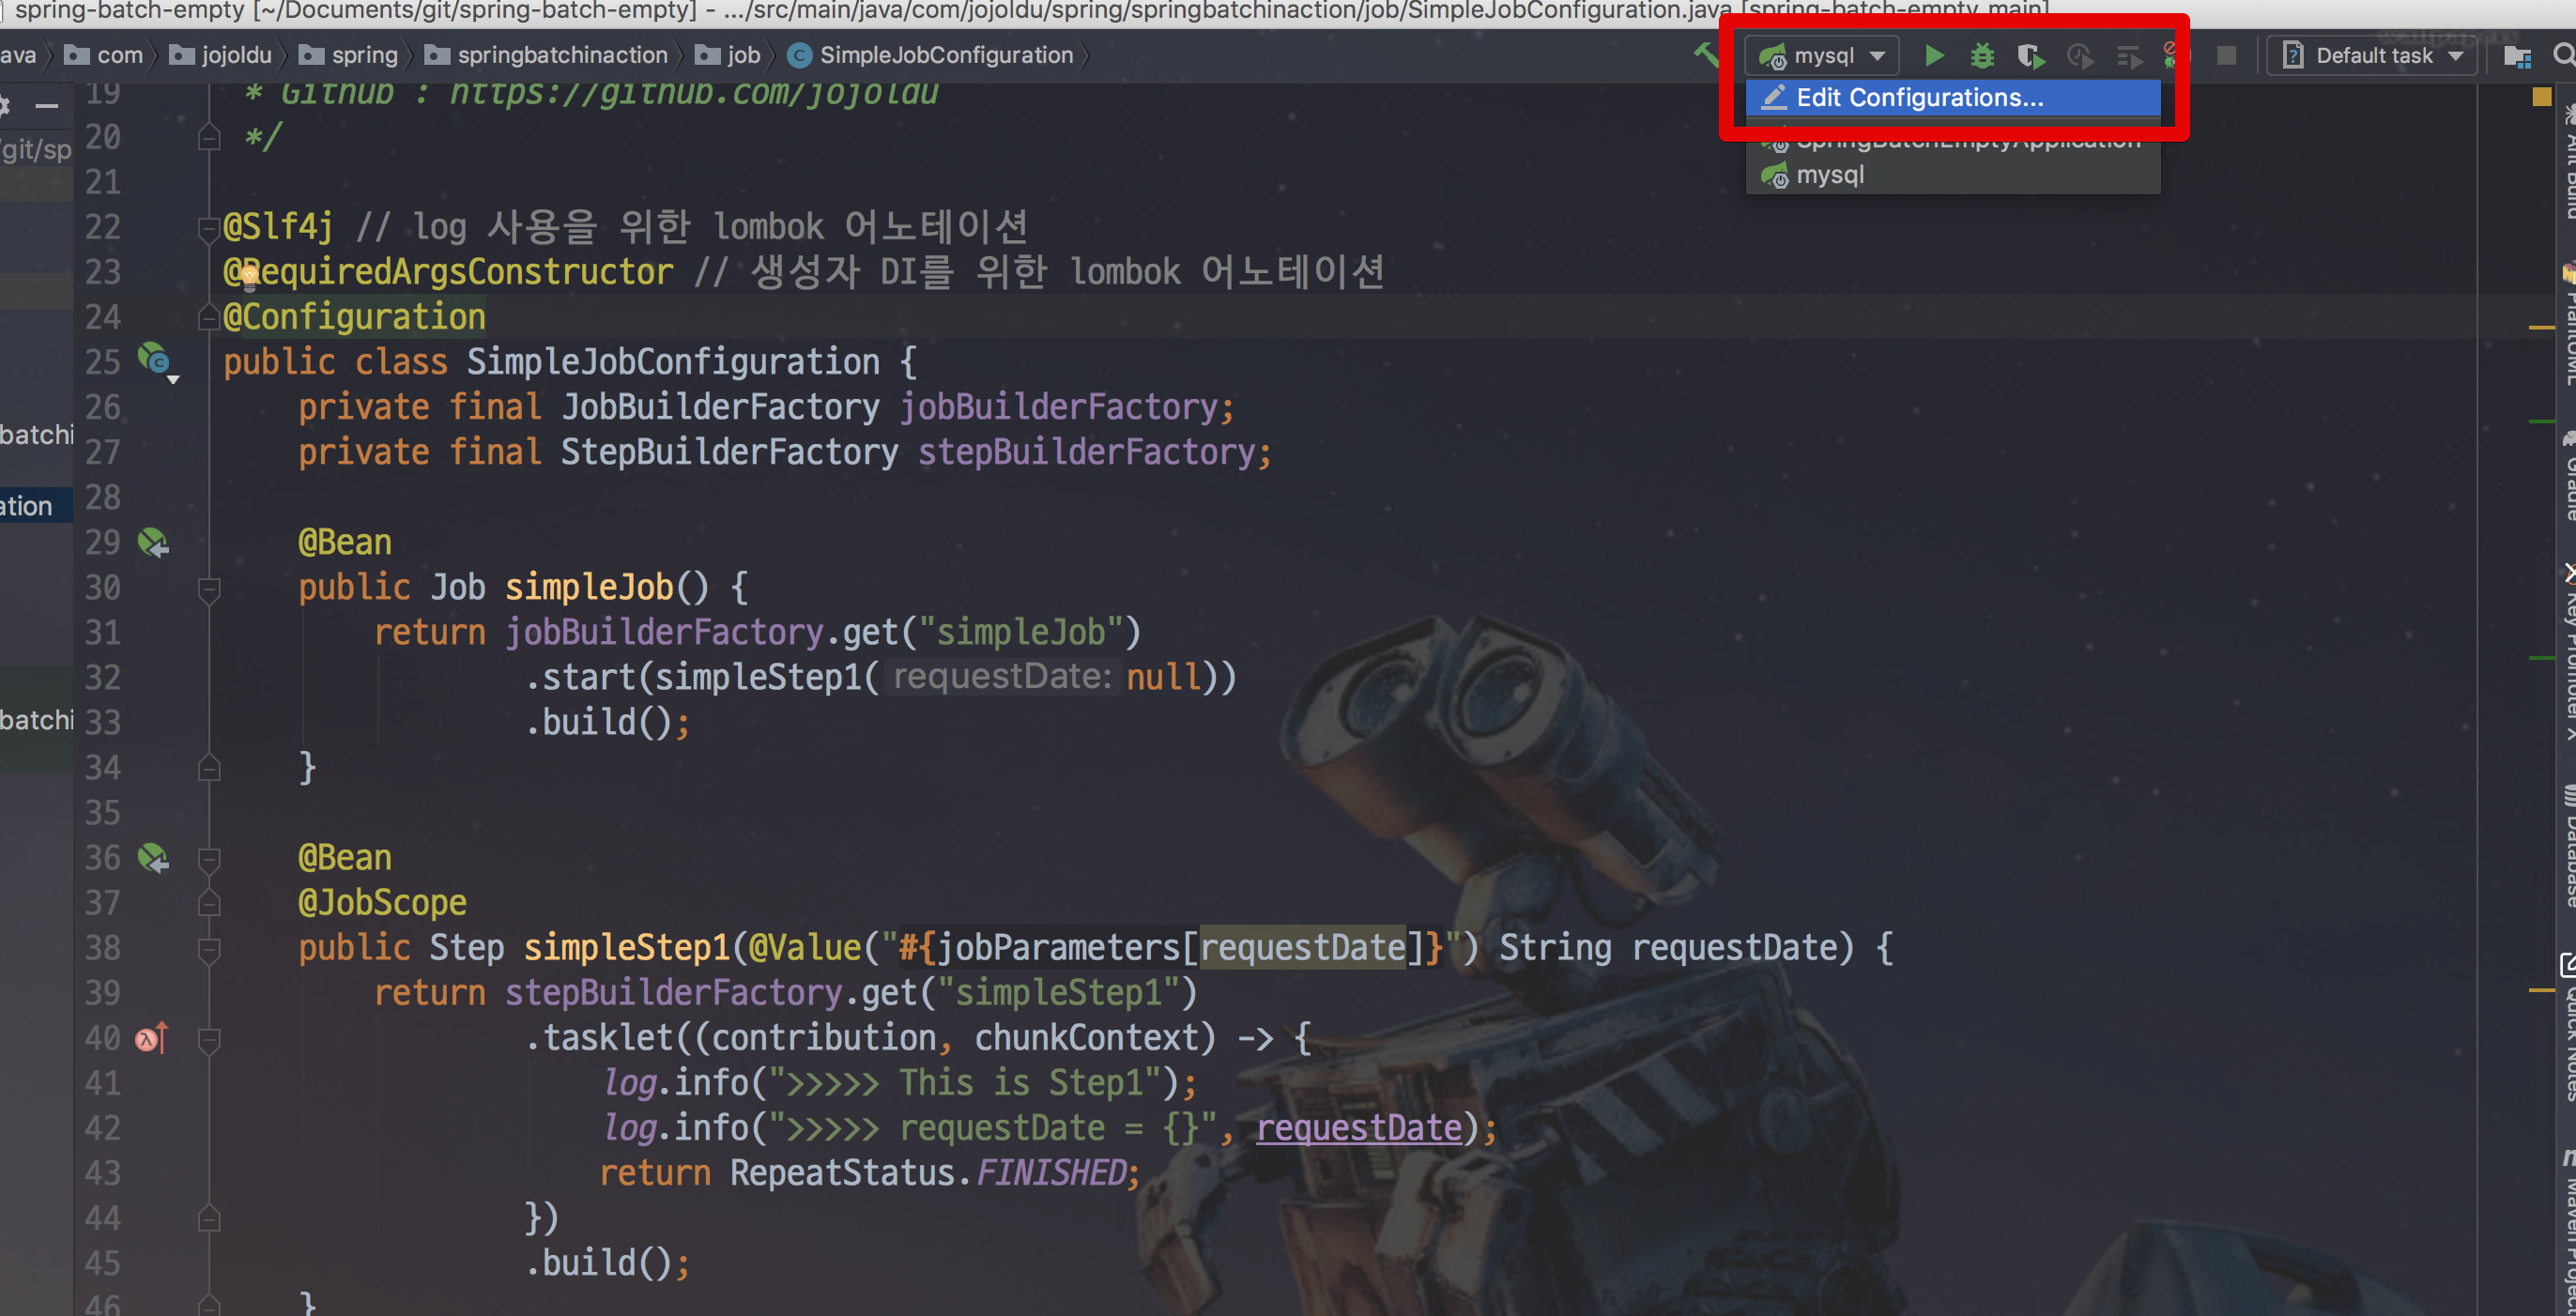 spring-batch-empty [~/Documents/git/spring-batch-empty] - .../src/main/java/com/jojoldu/spring/springbatchinaction/job/SimpleJobConfiguration.java [spring-batch-empty_main]
ava com jojoldu spring springbatchinaction job SimpleJobConfiguration mysql Default task
Edit Configurations...
SpringBatchEmptyApplication
mysql
/git/sp
batchi
ation
batchi
19 * Github : https://github.com/jojoldu
20 */
21
22 @Slf4j // log 사용을 위한 lombok 어노테이션
23 @RequiredArgsConstructor // 생성자 DI를 위한 lombok 어노테이션
24 @Configuration
25 public class SimpleJobConfiguration {
26 private final JobBuilderFactory jobBuilderFactory;
27 private final StepBuilderFactory stepBuilderFactory;
28
29 @Bean
30 public Job simpleJob() {
31 return jobBuilderFactory.get("simpleJob")
32 .start(simpleStep1( requestDate: null))
33 .build();
34 }
35
36 @Bean
37 @JobScope
38 public Step simpleStep1(@Value("#{jobParameters[requestDate]}") String requestDate) {
39 return stepBuilderFactory.get("simpleStep1")
40 .tasklet((contribution, chunkContext) -> {
41 log.info(">>>>> This is Step1");
42 log.info(">>>>> requestDate = {}", requestDate);
43 return RepeatStatus.FINISHED;
44 })
45 .build();
46 }
Ant Build
PlantUML
Gradle
Key Promoter X
Database
Quick Notes
Maven Project